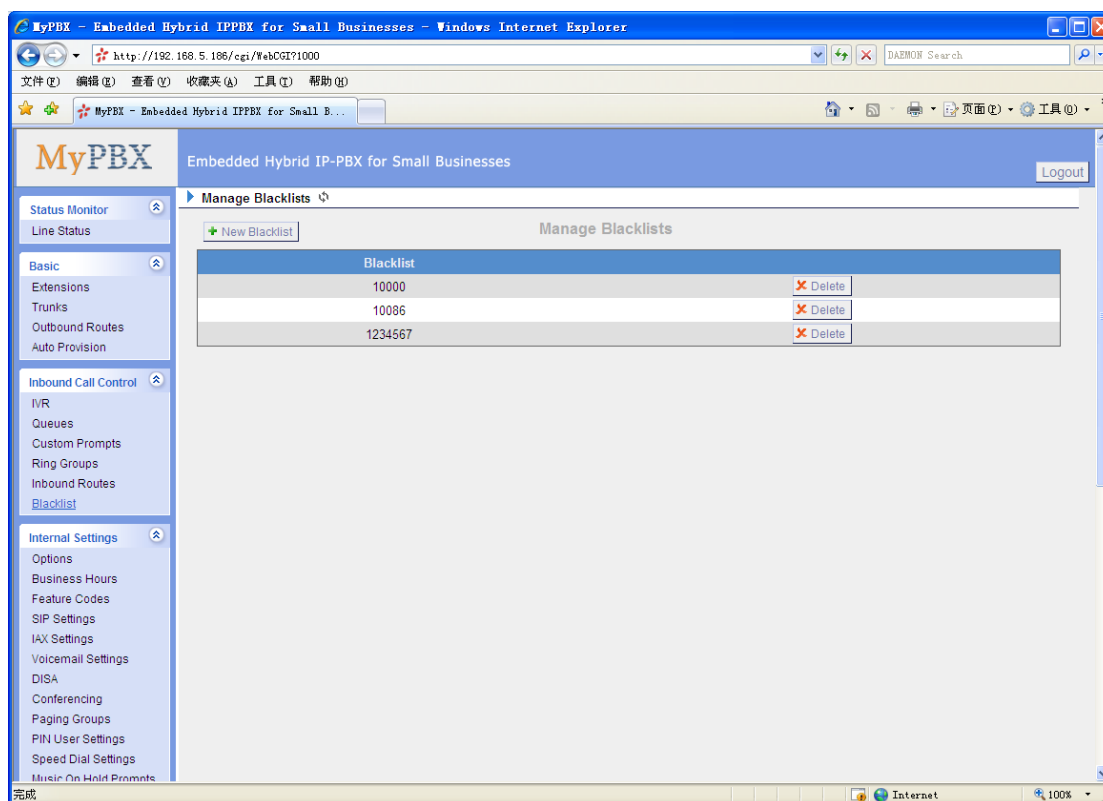 MyPBX - Embedded Hybrid IPPBX for Small Businesses - Windows Internet Explorer
http://192.168.5.186/cgi/WebCGI?1000
DAEMON Search
文件(F) 编辑(E) 查看(V) 收藏夹(A) 工具(T) 帮助(H)
MyPBX - Embedded Hybrid IPPBX for Small B...
页面(P) 工具(O)
MyPBX
Embedded Hybrid IP-PBX for Small Businesses
Logout
Status Monitor
Line Status
Basic
Extensions
Trunks
Outbound Routes
Auto Provision
Inbound Call Control
IVR
Queues
Custom Prompts
Ring Groups
Inbound Routes
Blacklist
Internal Settings
Options
Business Hours
Feature Codes
SIP Settings
IAX Settings
Voicemail Settings
DISA
Conferencing
Paging Groups
PIN User Settings
Speed Dial Settings
Music On Hold Prompts
Manage Blacklists
New Blacklist
Manage Blacklists
Blacklist
10000 Delete
10086 Delete
1234567 Delete
完成
Internet
100%